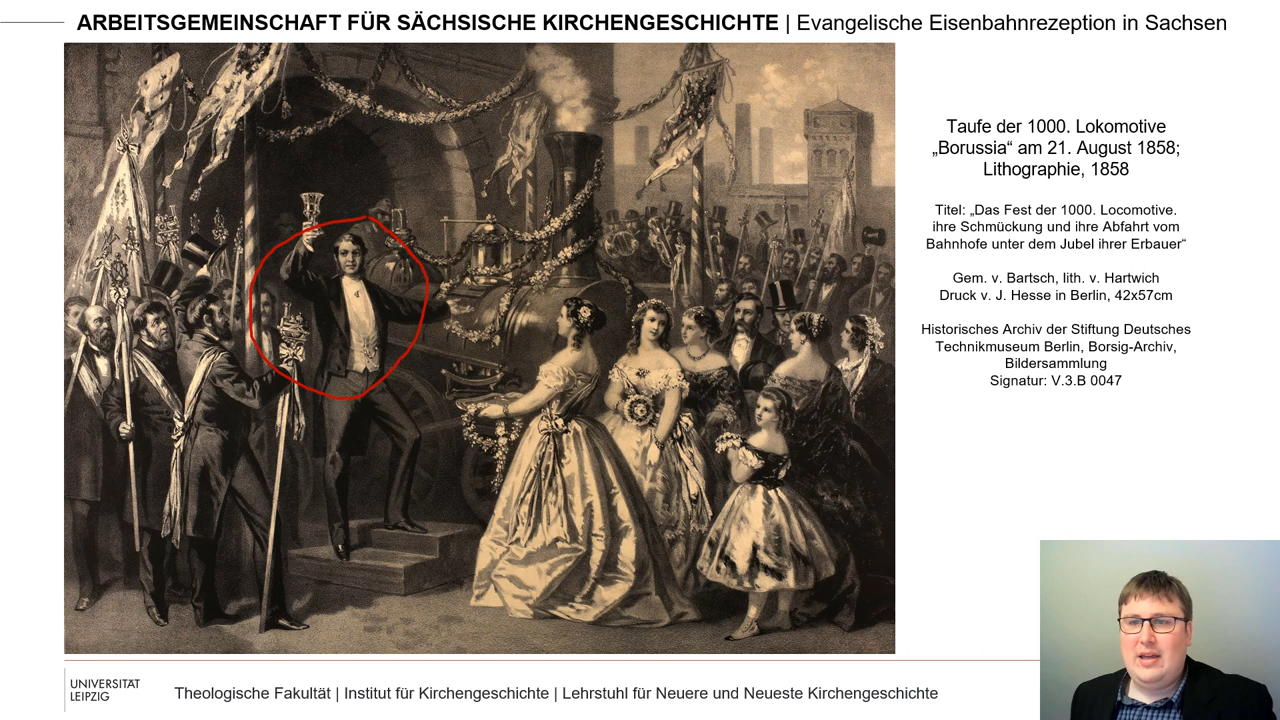 ARBEITSGEMEINSCHAFT FÜR SÄCHSISCHE KIRCHENGESCHICHTE | Evangelische Eisenbahnrezeption in Sachsen
Taufe der 1000. Lokomotive
„Borussia“ am 21. August 1858;
Lithographie, 1858
Titel: „Das Fest der 1000. Locomotive.
ihre Schmückung und ihre Abfahrt vom
Bahnhofe unter dem Jubel ihrer Erbauer“
Gem. v. Bartsch, lith. v. Hartwich
Druck v. J. Hesse in Berlin, 42x57cm
Historisches Archiv der Stiftung Deutsches
Technikmuseum Berlin, Borsig-Archiv,
Bildersammlung
Signatur: V.3.B 0047
UNIVERSITÄT
LEIPZIG
Theologische Fakultät | Institut für Kirchengeschichte | Lehrstuhl für Neuere und Neueste Kirchengeschichte